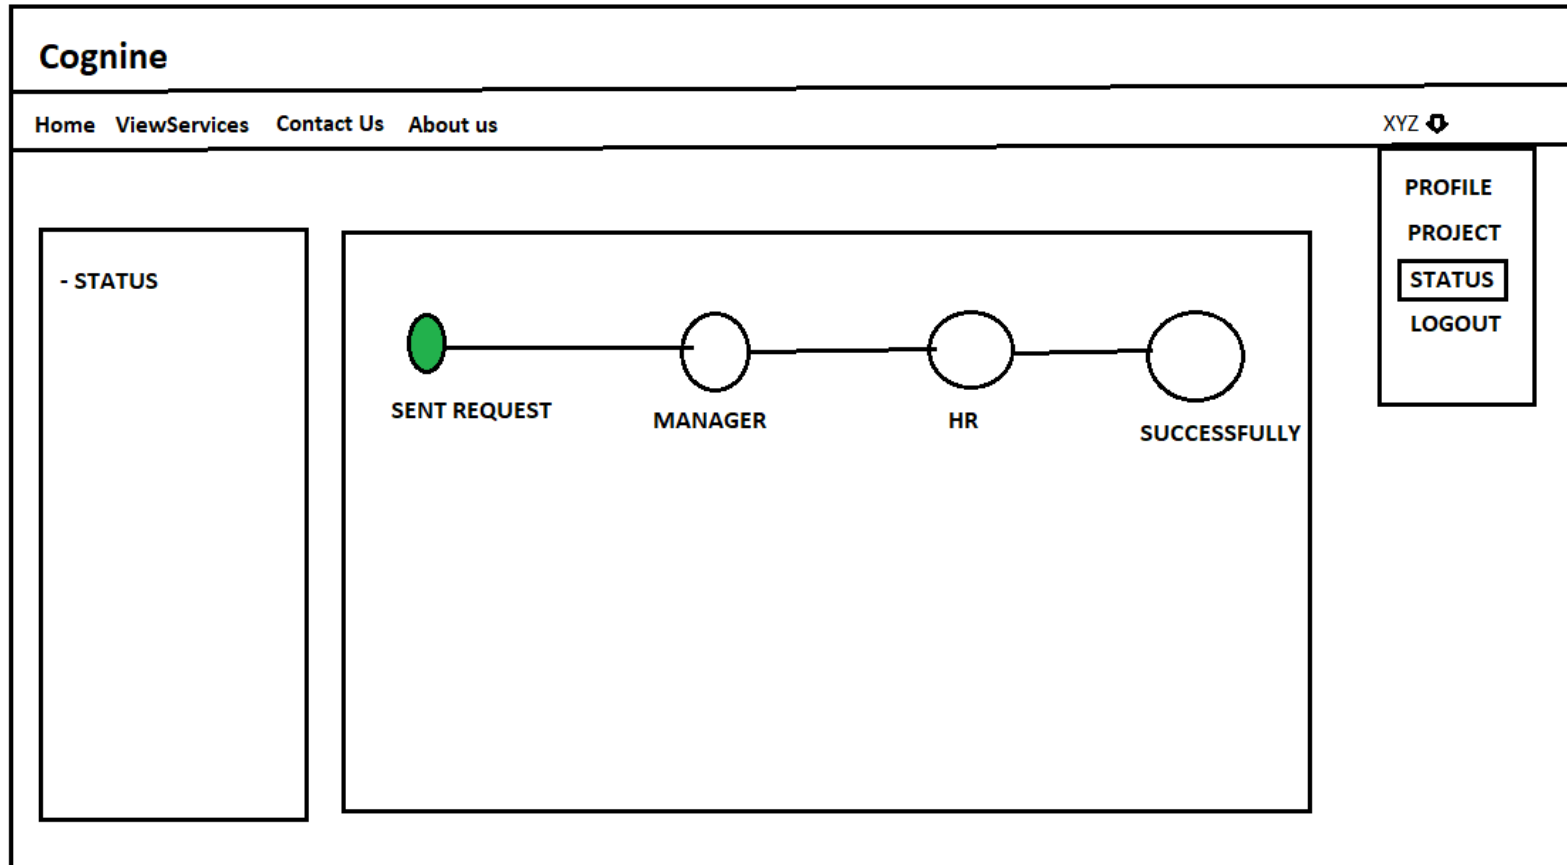 Cognine
Home ViewServices Contact Us About us XYZ
PROFILE
PROJECT
STATUS
LOGOUT
- STATUS
SENT REQUEST
MANAGER
HR
SUCCESSFULLY